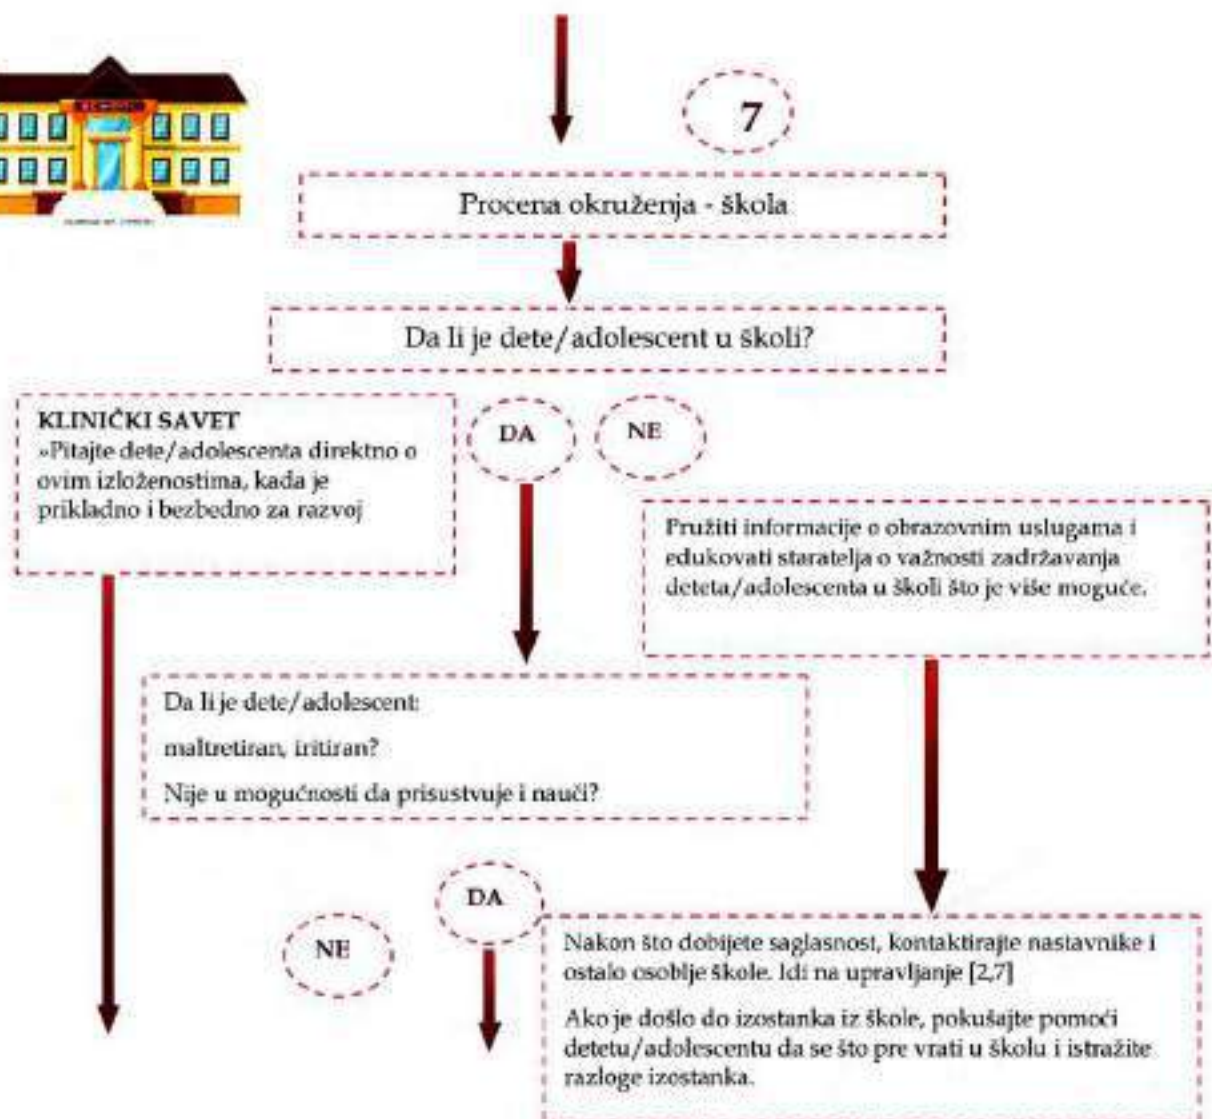 7
Procena okruženja - škola
Da li je dete/adolescent u školi?
KLINIČKI SAVET
»Pitajte dete/adolescenta direktno o
ovim izloženostima, kada je
prikladno i bezbedno za razvoj
DA
NE
Pružiti informacije o obrazovnim uslugama i
edukovati staratelja o važnosti zadržavanja
deteta/adolescenta u školi što je više moguće.
Da li je dete/adolescent:
maltretiran, iritiran?
Nije u mogućnosti da prisustvuje i nauči?
DA
NE
Nakon što dobijete saglasnost, kontaktirajte nastavnike i
ostalo osoblje škole. Idi na upravljanje [2,7]
Ako je došlo do izostanka iz škole, pokušajte pomoći
detetu/adolescentu da se što pre vrati u školu i istražite
razloge izostanka.